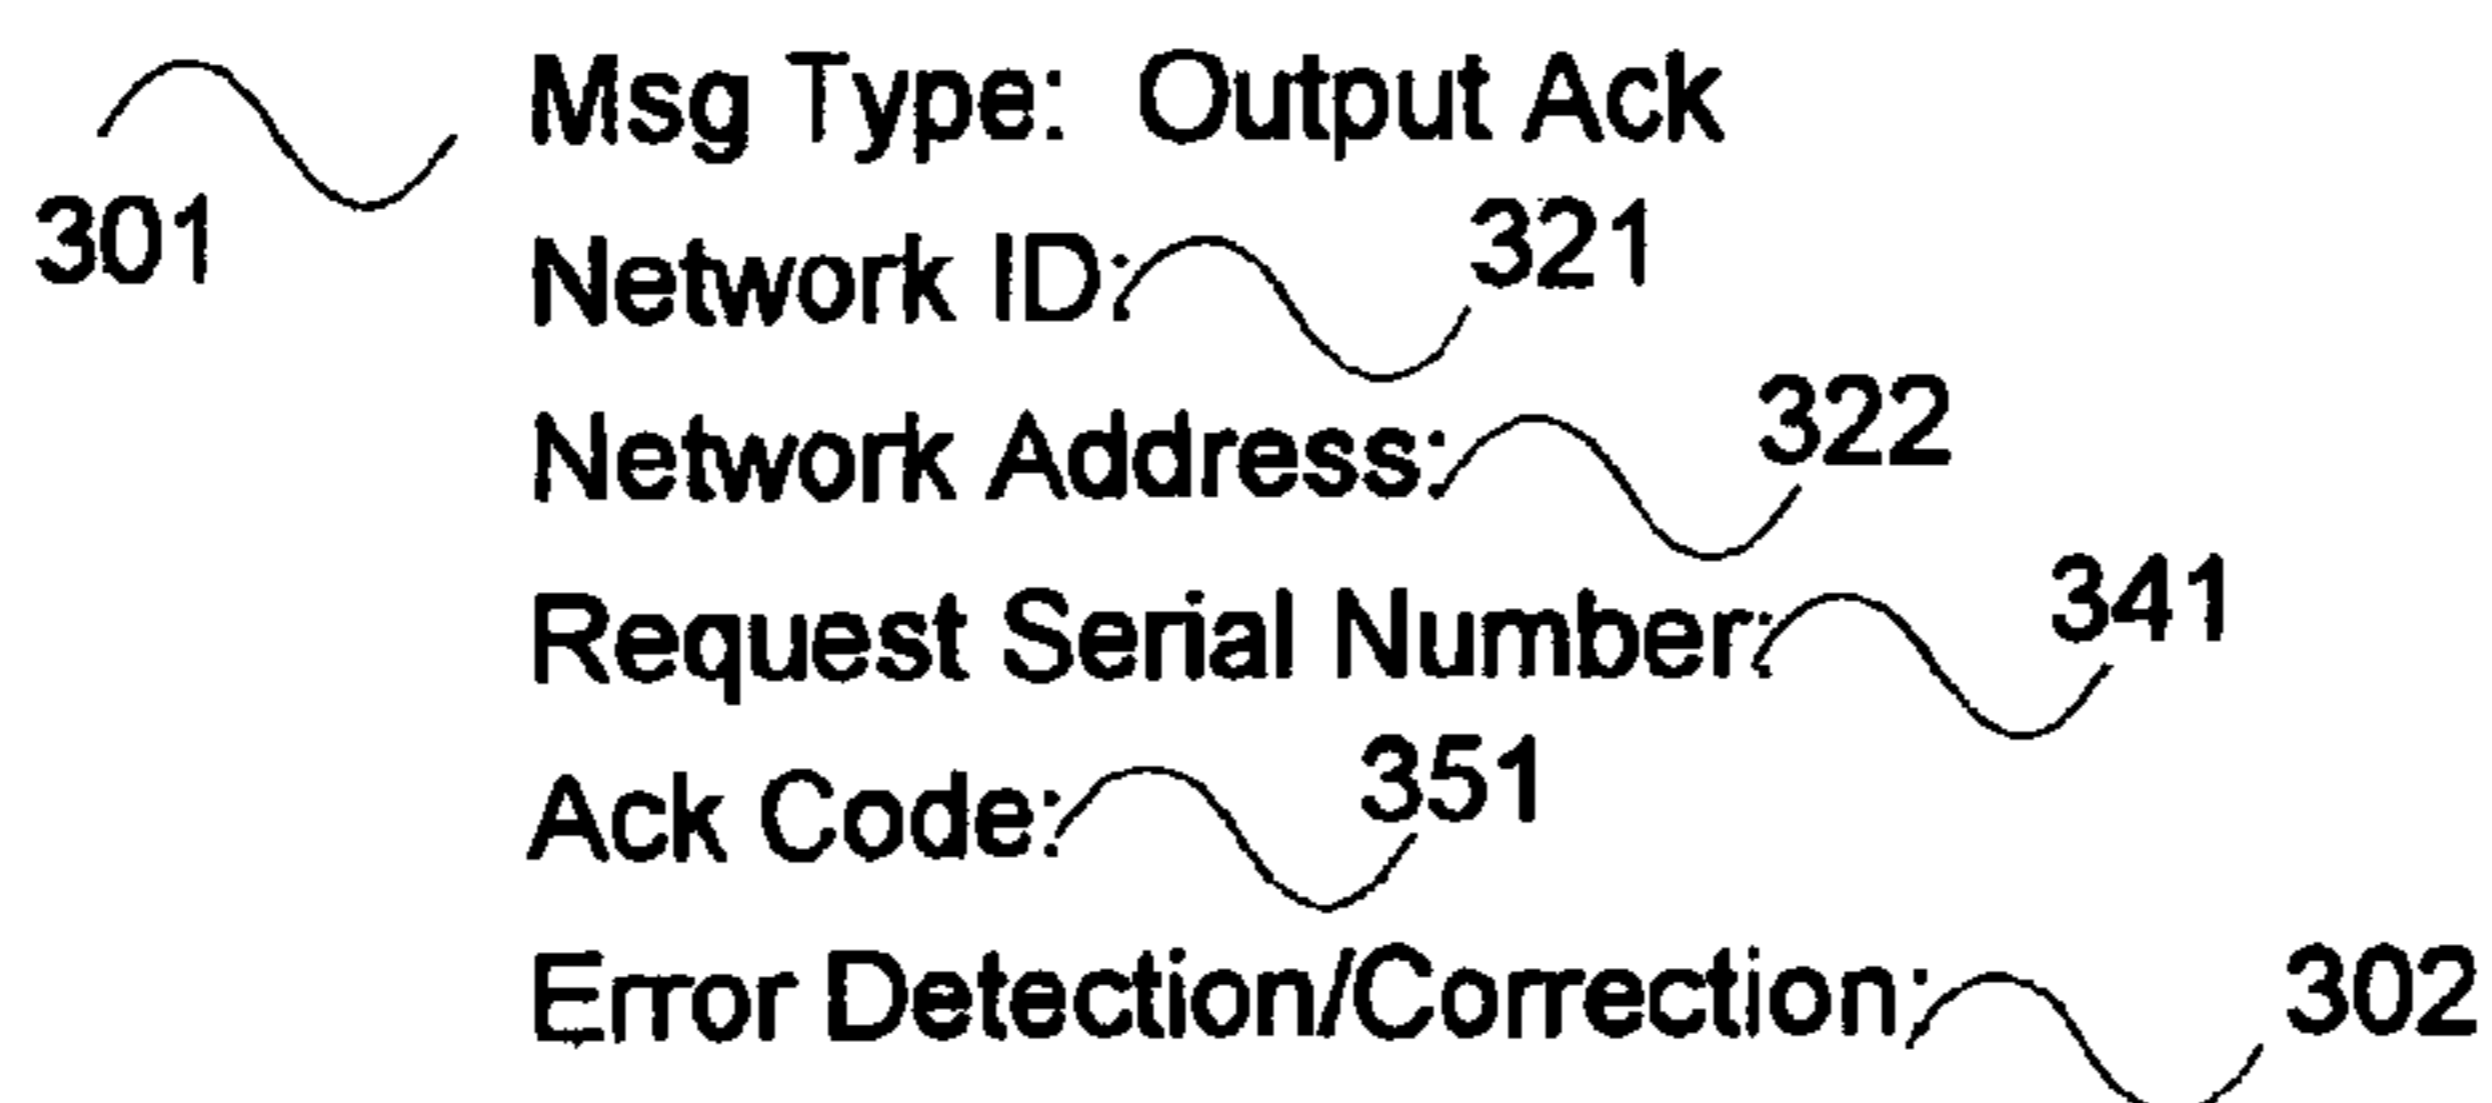 Msg Type: Output Ack
301
Network ID: 321
Network Address: 322
Request Serial Number: 341
Ack Code: 351
Error Detection/Correction: 302